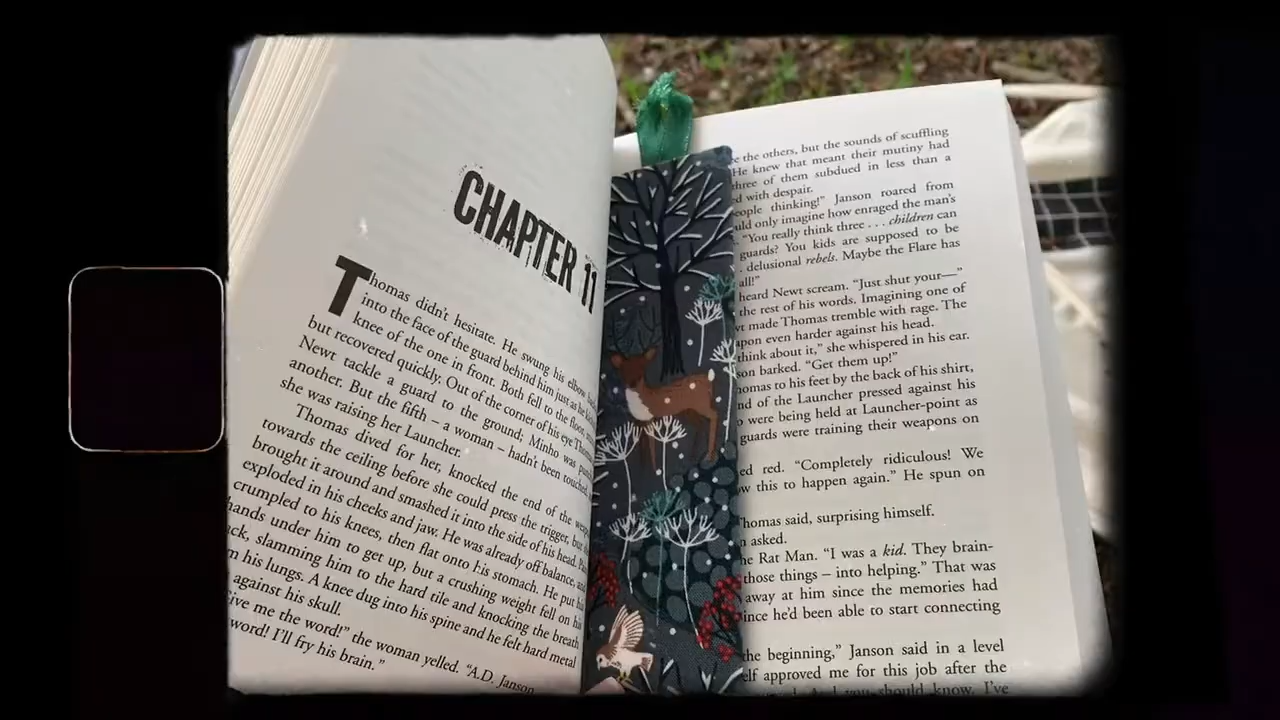 CHAPTER 11
Thomas didn't hesitate. He swung his elbow
into the face of the guard behind him just as he
knee of the one in front. Both fell to the floor,
but recovered quickly. Out of the corner of his eye
Newt tackle a guard to the ground; Minho was
another. But the fifth – a woman – hadn't been touched,
she was raising her Launcher.
Thomas dived for her, knocked the end of the
towards the ceiling before she could press the trigger, but
brought it around and smashed it into the side of his head.
exploded in his cheeks and jaw. He was already off balance, and
crumpled to his knees, then flat onto his stomach. He put
hands under him to get up, but a crushing weight fell on
slamming him to the hard tile and knocking the breath
his lungs. A knee dug into his spine and he felt hard metal
against his skull.
me the word!” the woman yelled. “A.D. Janson
word! I'll fry his brain.”
the others, but the sounds of scuffling
He knew that meant their mutiny had
three of them subdued in less than a
with despair.
thinking!” Janson roared from
only imagine how enraged the man's
“You really think three . . . children can
guards? You kids are supposed to be
delusional rebels. Maybe the Flare has
all!”
heard Newt scream. “Just shut your—”
the rest of his words. Imagining one of
made Thomas tremble with rage. The
even harder against his head.
think about it,” she whispered in his ear.
barked. “Get them up!”
to his feet by the back of his shirt,
of the Launcher pressed against his
were being held at Launcher-point as
guards were training their weapons on
red. “Completely ridiculous! We
this to happen again.” He spun on
Thomas said, surprising himself.
asked.
Rat Man. “I was a kid. They brain-
those things – into helping.” That was
away at him since the memories had
since he'd been able to start connecting
the beginning,” Janson said in a level
approved me for this job after the
And you should know, I've